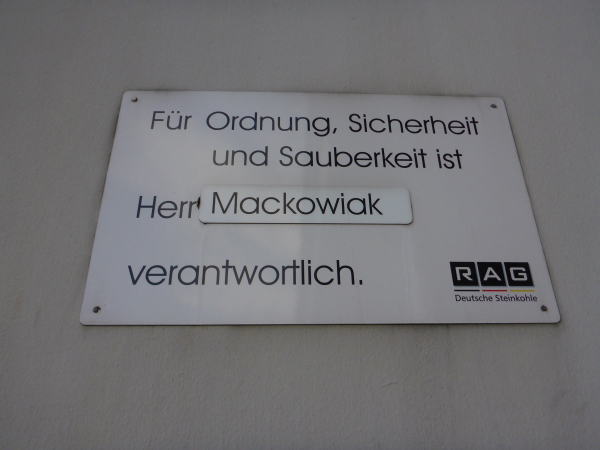 Für Ordnung, Sicherheit
und Sauberkeit ist
Herr Mackowiak
verantwortlich.
RAG
Deutsche Steinkohle